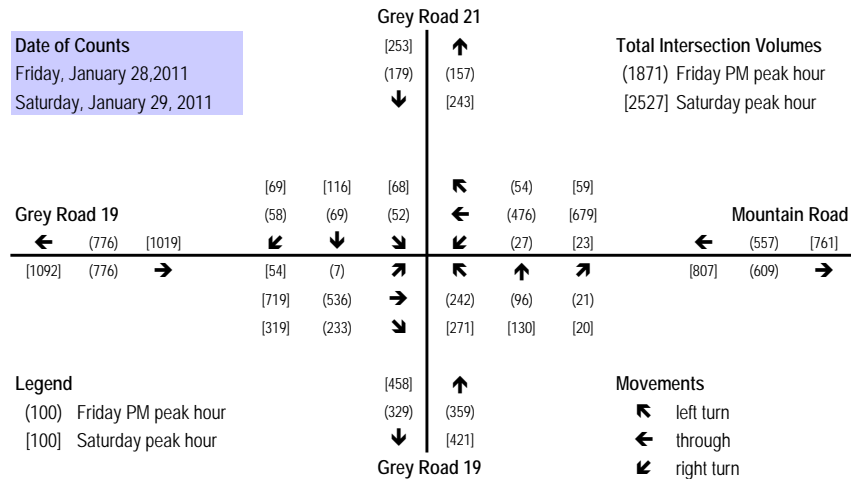 Grey Road 21
Date of Counts [253] Total Intersection Volumes
Friday, January 28,2011 (179) (157) (1871) Friday PM peak hour
Saturday, January 29, 2011 [243] [2527] Saturday peak hour
[69] [116] [68] (54) [59]
Grey Road 19 (58) (69) (52) (476) [679] Mountain Road
(776) [1019] (27) [23] (557) [761]
[1092] (776) [54] (7) [807] (609)
[719] (536) (242) (96) (21)
[319] (233) [271] [130] [20]
Legend [458] Movements
(100) Friday PM peak hour (329) (359) left turn
[100] Saturday peak hour [421] through
Grey Road 19 right turn